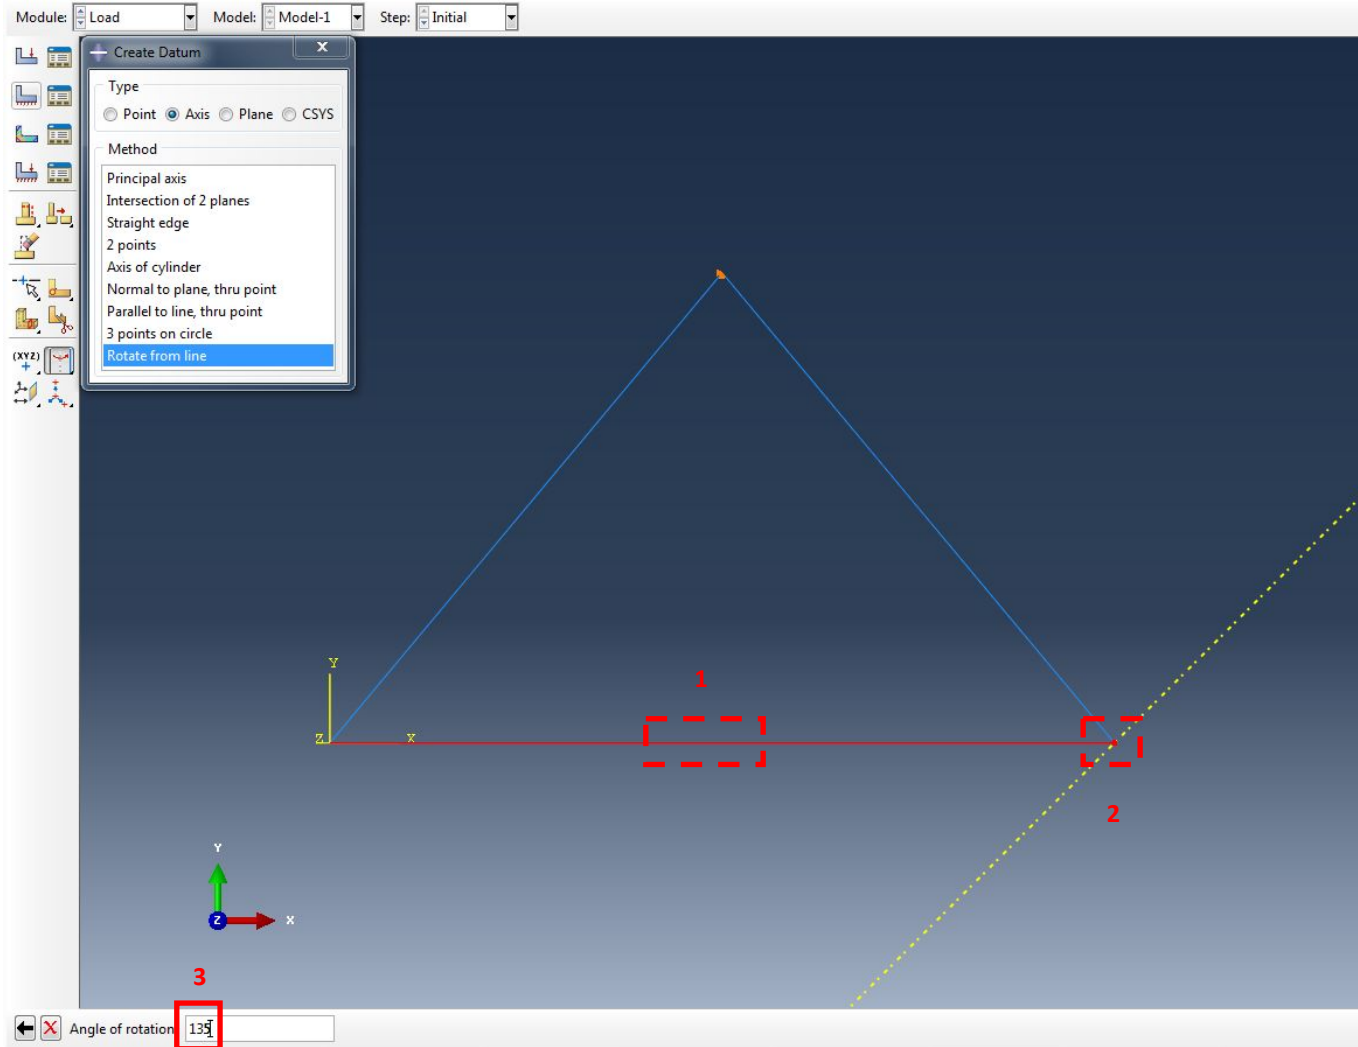 Module: Load Model: Model-1 Step: Initial
Create Datum X
Type
Point Axis Plane CSYS
Method
Principal axis
Intersection of 2 planes
Straight edge
2 points
Axis of cylinder
Normal to plane, thru point
Parallel to line, thru point
3 points on circle
Rotate from line
(XYZ)
Y
1
Z X
2
Y
Z X
3
Angle of rotation 135